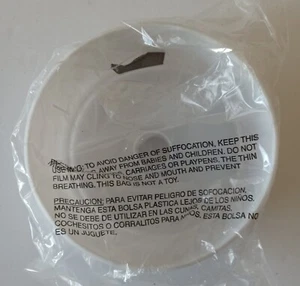 TO AVOID DANGER OF SUFFOCATION, KEEP THIS
AWAY FROM BABIES AND CHILDREN. DO NOT
USE IN CARRIAGES OR PLAYPENS. THE THIN
FILM MAY CLING TO NOSE AND MOUTH AND PREVENT
BREATHING. THIS BAG IS NOT A TOY.
PRECAUCION: PARA EVITAR PELIGRO DE SOFOCACION,
MANTENGA ESTA BOLSA PLASTICA LEJOS DE LOS NIÑOS.
NO SE DEBE DE UTILIZAR EN LAS CUNAS, CAMITAS,
COCHESITOS O CORRALITOS PARA ESTA BOLSA NO
ES UN JUGUETE.